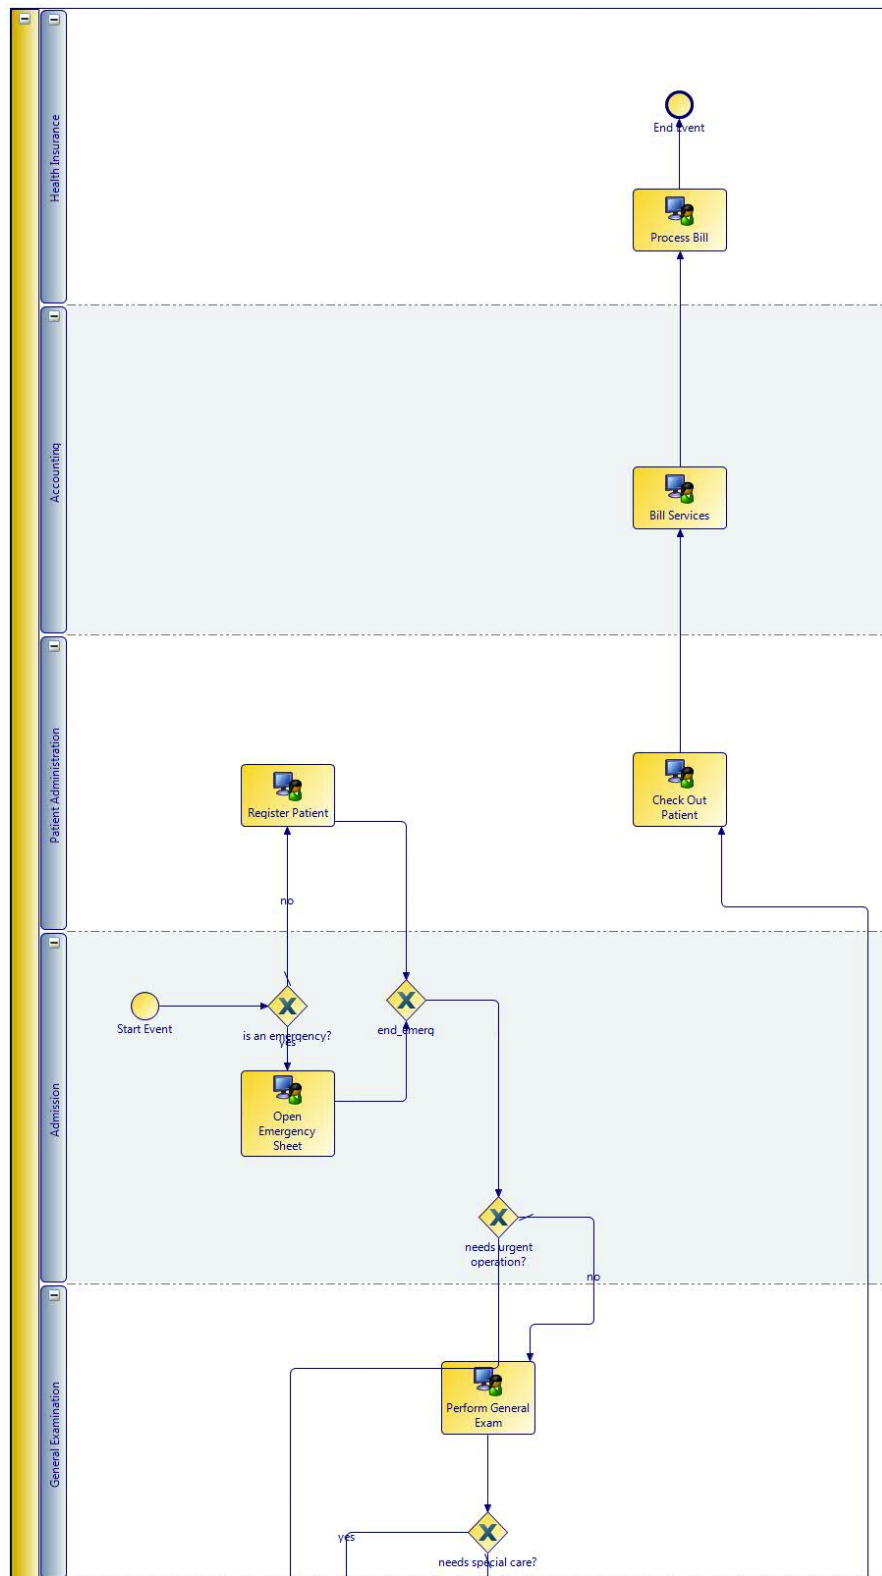 Health Insurance
End Event
Process Bill
Accounting
Bill Services
Patient Administration
Register Patient
Check Out
Patient
no
Admission
Start Event
is an emergency?
yes
end_emerg
Open
Emergency
Sheet
needs urgent
operation?
no
General Examination
Perform General
Exam
yes
needs special care?